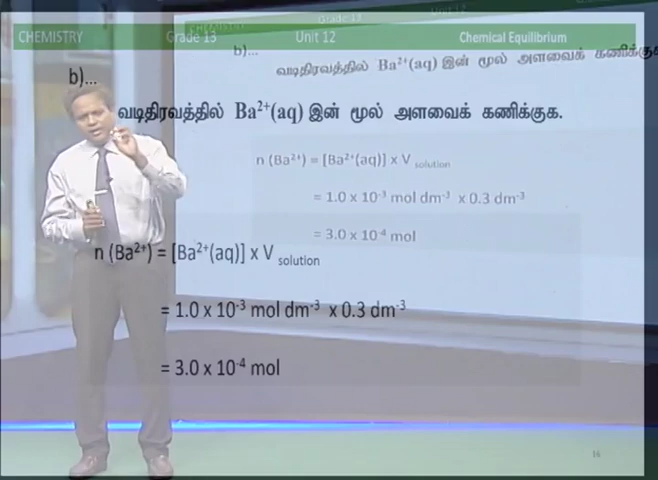 CHEMISTRY Grade 13 Unit 12 Chemical Equilibrium
b)...
வடிதிரவத்தில் Ba²⁺(aq) இன் மூல் அளவைக் கணிக்குக
n (Ba²⁺) = [Ba²⁺(aq)] x V solution
= 1.0 x 10⁻³ mol dm⁻³ x 0.3 dm⁻³
= 3.0 x 10⁻⁴ mol
b)...
வடிதிரவத்தில் Ba²⁺(aq) இன் மூல் அளவைக் கணிக்குக.
n (Ba²⁺) = [Ba²⁺(aq)] x V solution
= 1.0 x 10⁻³ mol dm⁻³ x 0.3 dm⁻³
= 3.0 x 10⁻⁴ mol
16